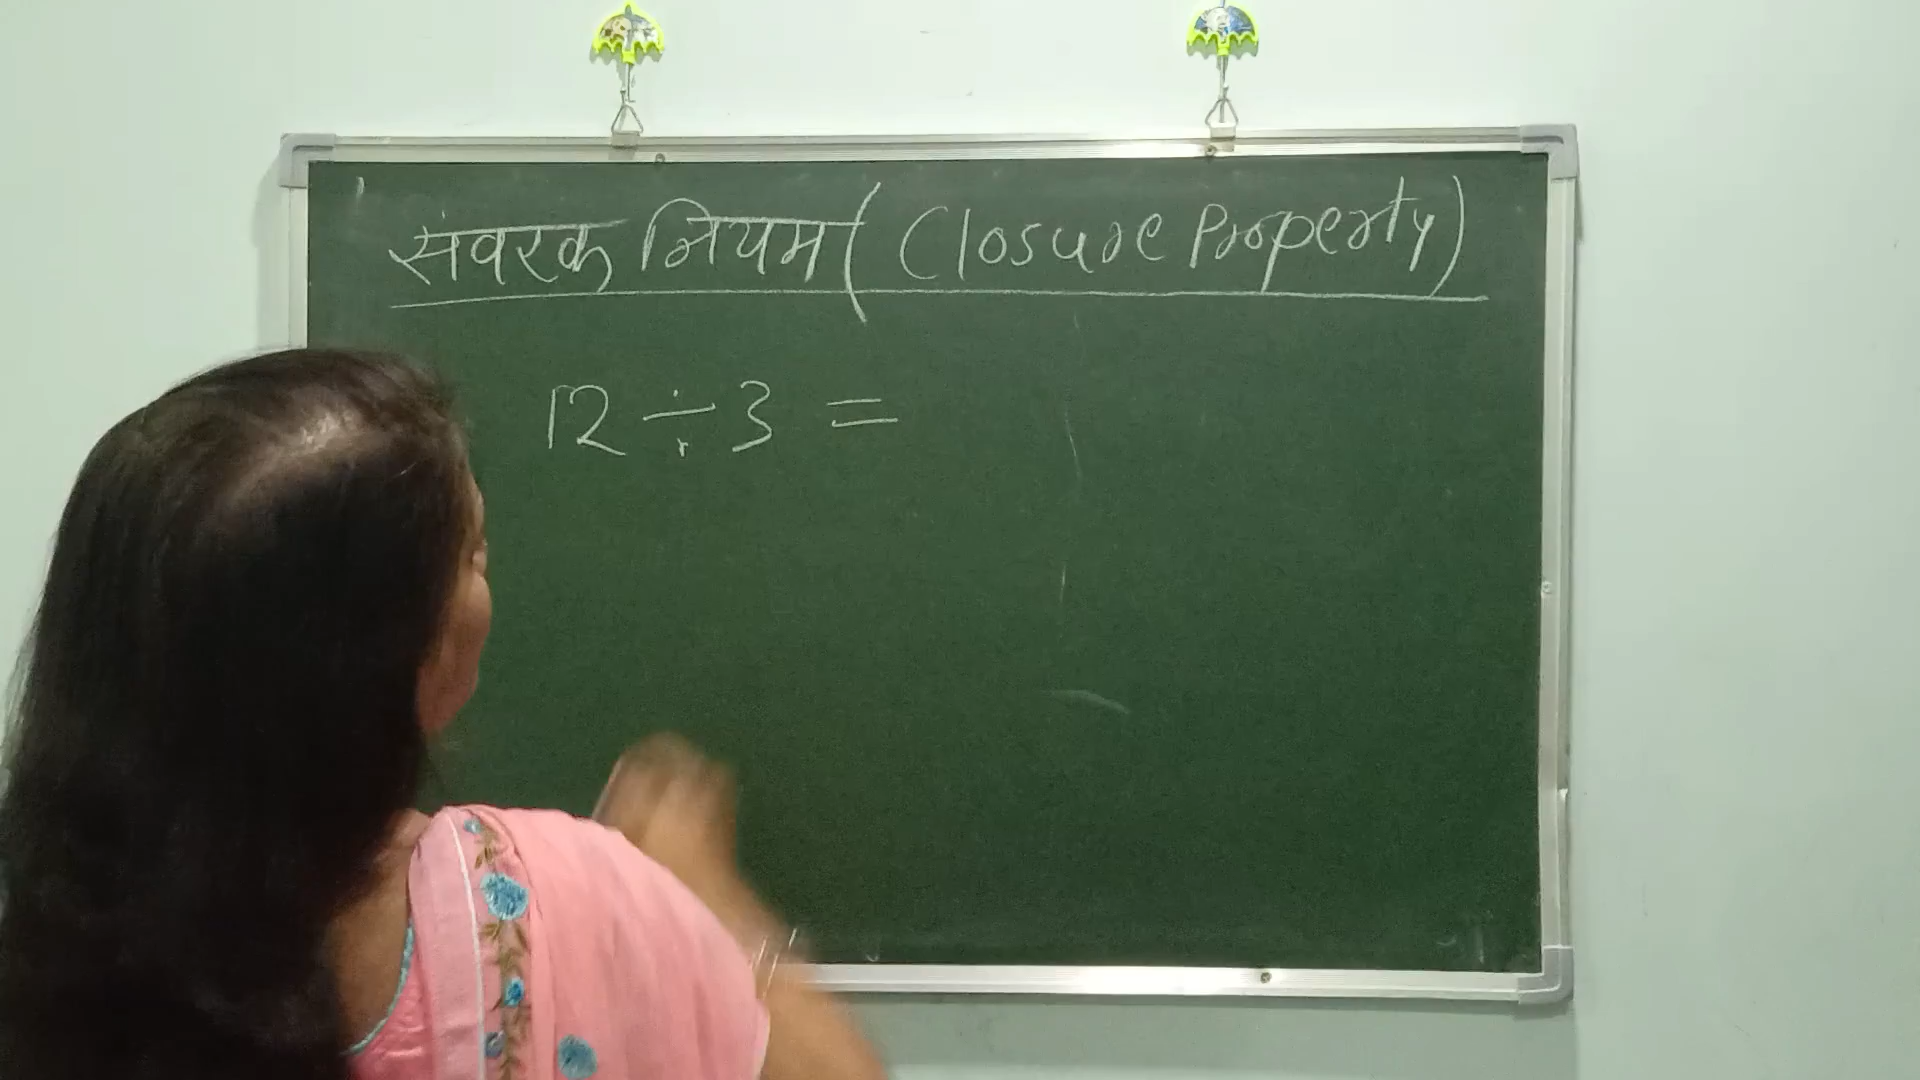 संवरक नियम ( Closure Property)
12 ÷ 3 =